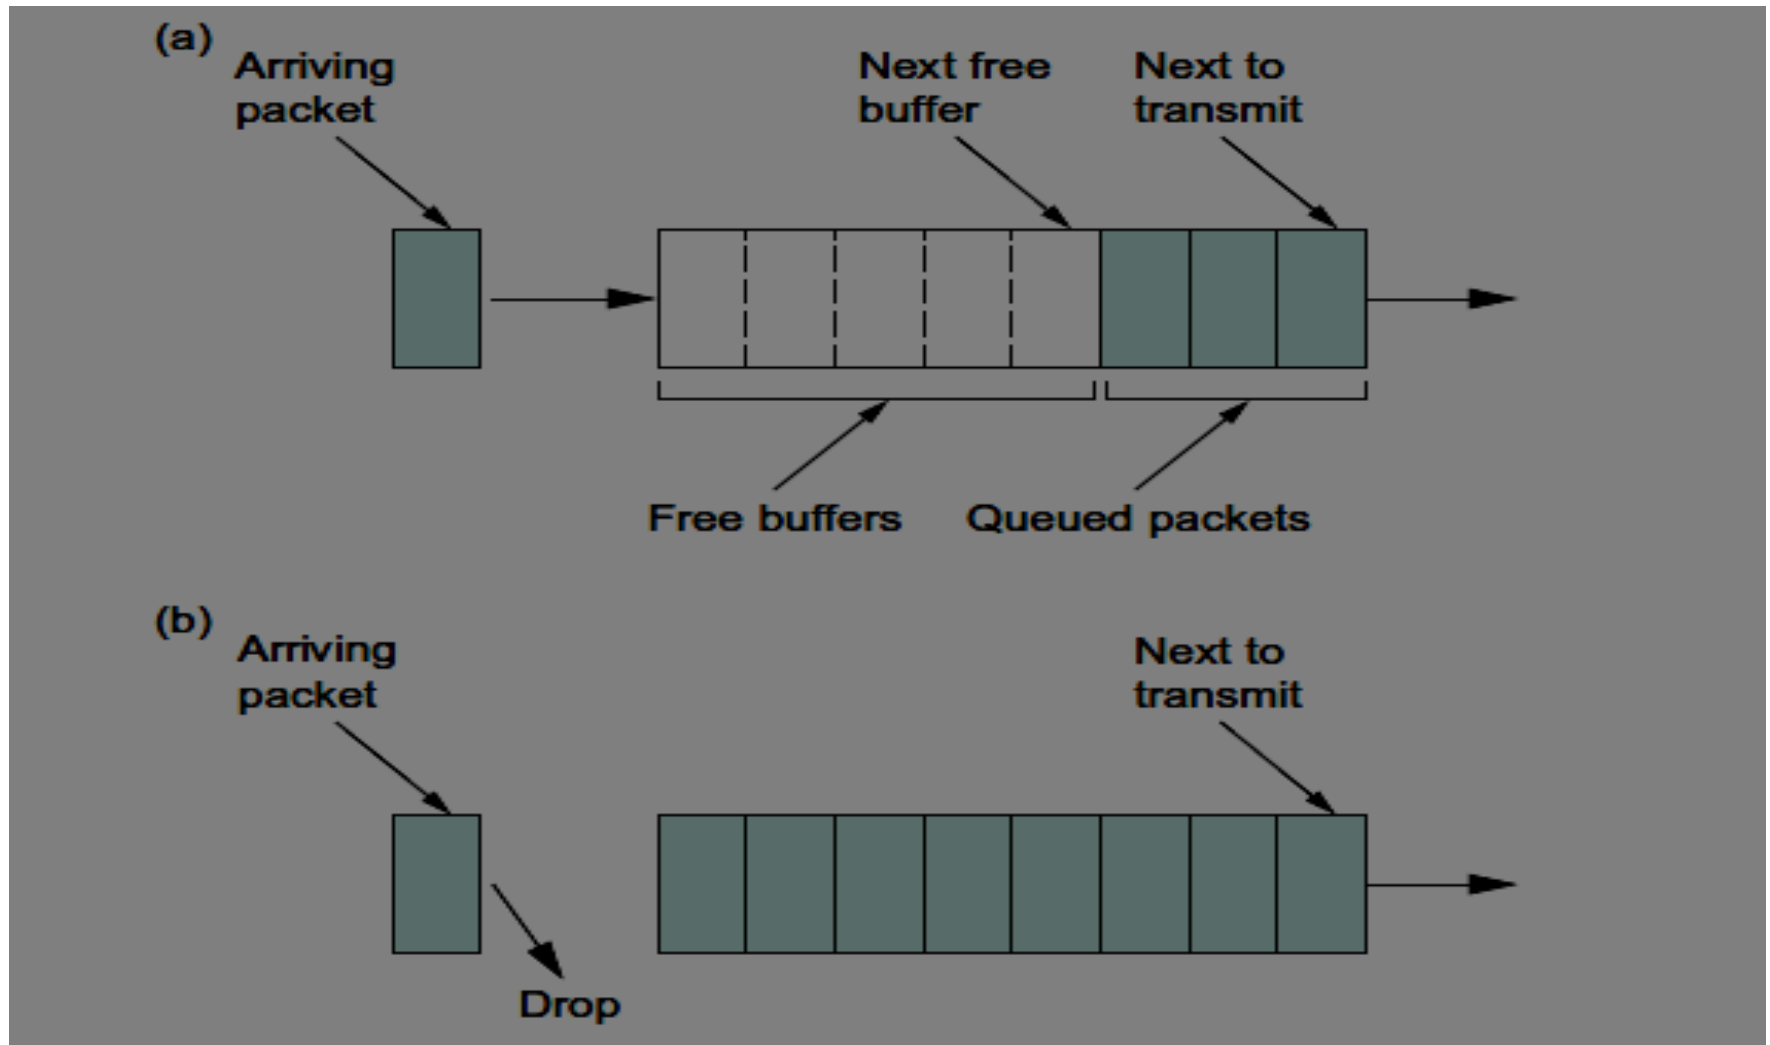 (a)
Arriving
packet
Next free
buffer
Next to
transmit
Free buffers
Queued packets
(b)
Arriving
packet
Next to
transmit
Drop